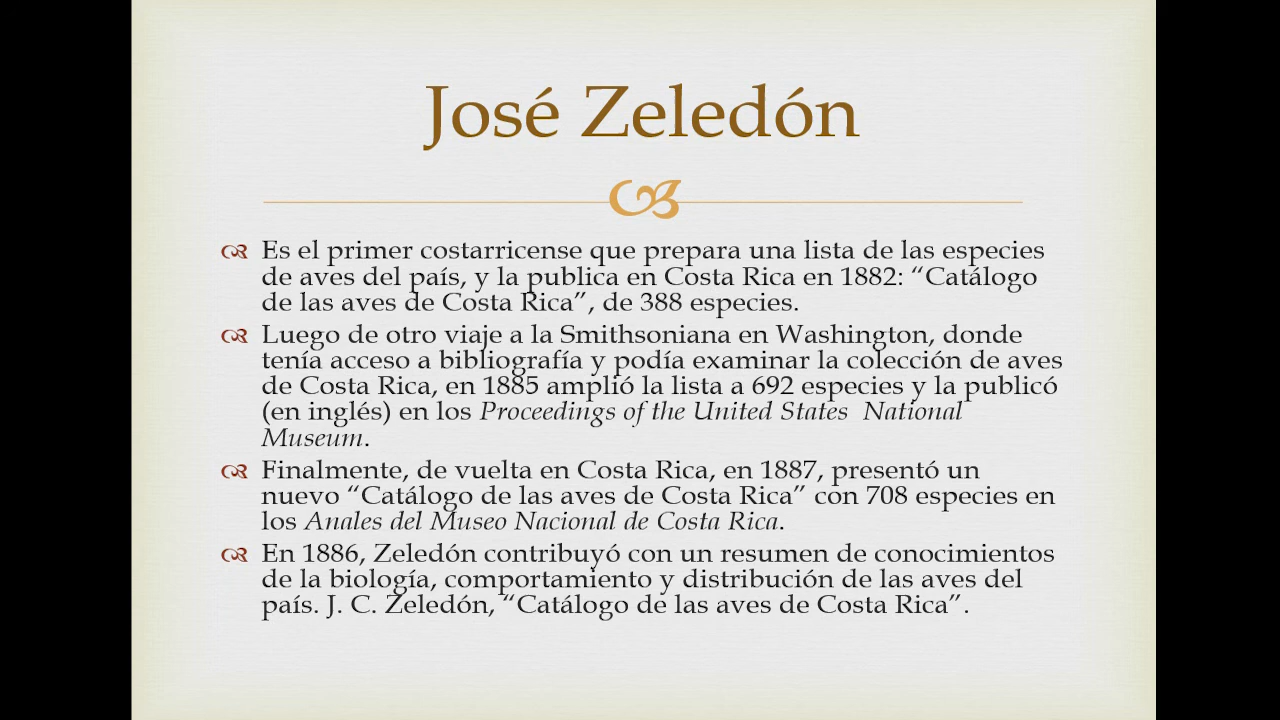 José Zeledón
Es el primer costarricense que prepara una lista de las especies
de aves del país, y la publica en Costa Rica en 1882: “Catálogo
de las aves de Costa Rica”, de 388 especies.
Luego de otro viaje a la Smithsoniana en Washington, donde
tenía acceso a bibliografía y podía examinar la colección de aves
de Costa Rica, en 1885 amplió la lista a 692 especies y la publicó
(en inglés) en los Proceedings of the United States  National
Museum.
Finalmente, de vuelta en Costa Rica, en 1887, presentó un
nuevo “Catálogo de las aves de Costa Rica” con 708 especies en
los Anales del Museo Nacional de Costa Rica.
En 1886, Zeledón contribuyó con un resumen de conocimientos
de la biología, comportamiento y distribución de las aves del
país. J. C. Zeledón, “Catálogo de las aves de Costa Rica”.